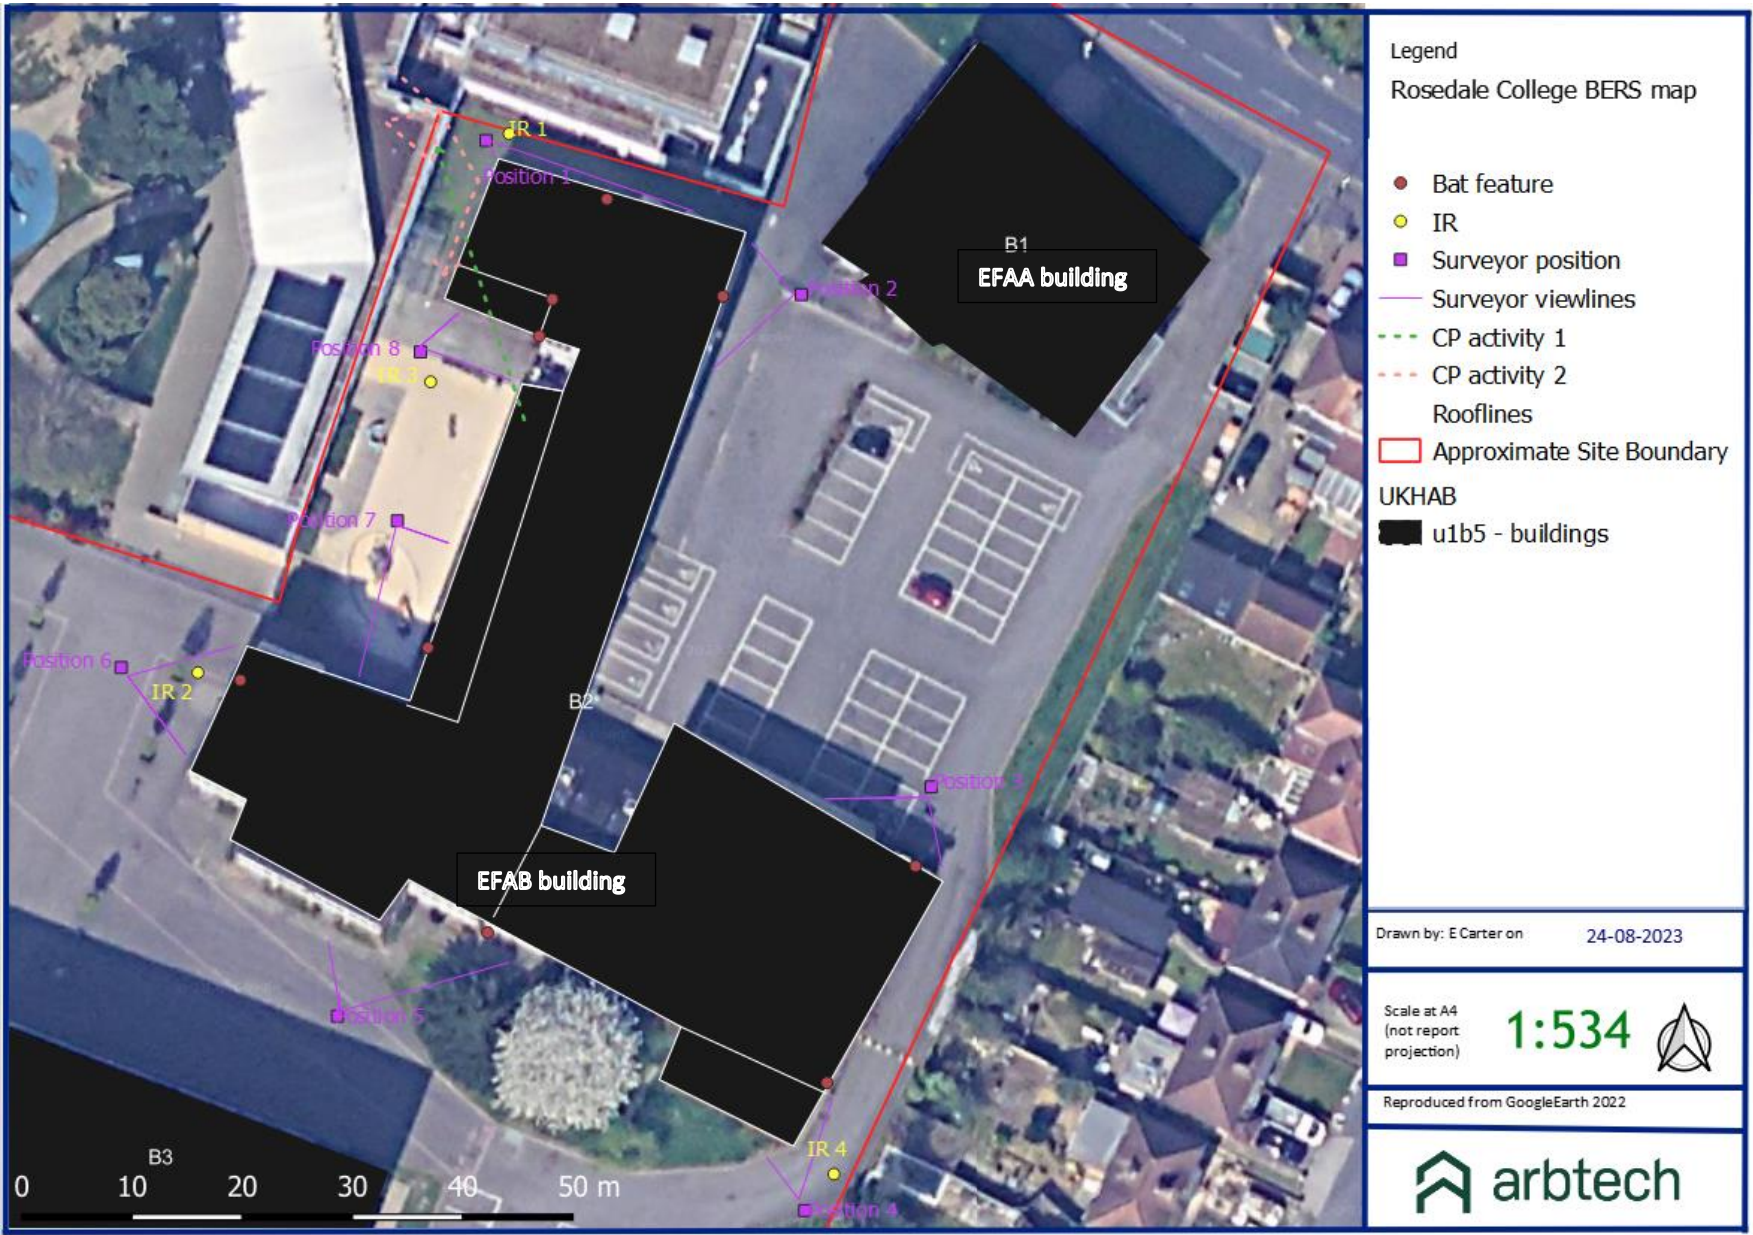 IR 1
Position 1
B1
EFAA building
Position 2
Position 8
IR 3
Position 7
Position 6
IR 2
B2
Position 3
EFAB building
Position 5
IR 4
Position 4
B3
0 10 20 30 40 50 m
Legend
Rosedale College BERS map
Bat feature
IR
Surveyor position
Surveyor viewlines
CP activity 1
CP activity 2
Rooflines
Approximate Site Boundary
UKHAB
u1b5 - buildings
Drawn by: E Carter on 24-08-2023
Scale at A4
(not report
projection)
1:534
Reproduced from GoogleEarth 2022
arbtech